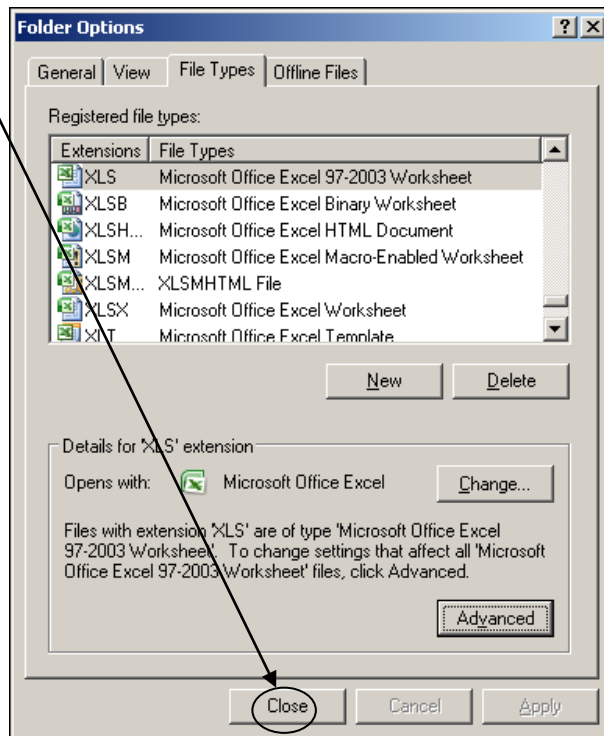 Folder Options
General View File Types Offline Files
Registered file types:
Extensions File Types
XLS Microsoft Office Excel 97-2003 Worksheet
XLSB Microsoft Office Excel Binary Worksheet
XLSH... Microsoft Office Excel HTML Document
XLSM Microsoft Office Excel Macro-Enabled Worksheet
XLSM... XLSMHTML File
XLSX Microsoft Office Excel Worksheet
XLT Microsoft Office Excel Template
New Delete
Details for 'XLS' extension
Opens with: Microsoft Office Excel Change...
Files with extension 'XLS' are of type 'Microsoft Office Excel
97-2003 Worksheet'. To change settings that affect all 'Microsoft
Office Excel 97-2003 Worksheet' files, click Advanced.
Advanced
Close Cancel Apply